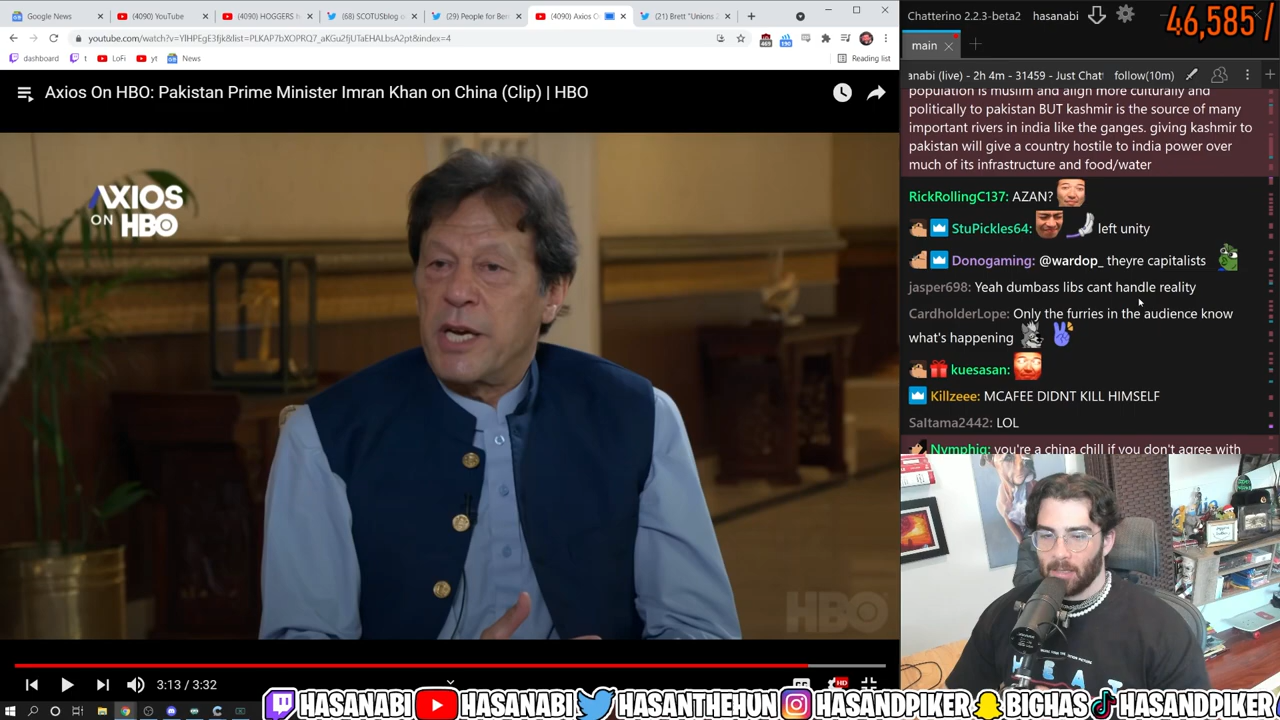 Google News
(4090) YouTube
(4090) HOGGERS
(68) SCOTUSblog o
(29) People for Ber
(4090) Axios O
(21) Brett "Unions
youtube.com/watch?v=YlHPEgE3fjk&list=PLKAP7bXOPRQ7_aKGu2fjUTaEHALbsA2pt&index=4
dashboard
t
LoFi
yt
News
Reading list
Axios On HBO: Pakistan Prime Minister Imran Khan on China (Clip) | HBO
AXIOS
ON HBO
HBO
3:13 / 3:32
HD
Chatterino 2.2.3-beta2
hasanabi
46,585 /
main
anabi (live) - 2h 4m - 31459 - Just Chat
follow(10m)
population is muslim and align more culturally and
politically to pakistan BUT kashmir is the source of many
important rivers in india like the ganges. giving kashmir to
pakistan will give a country hostile to india power over
much of its infrastructure and food/water
RickRollingC137: AZAN?
StuPickles64: left unity
Donogaming: @wardop_ theyre capitalists
jasper698: Yeah dumbass libs cant handle reality
CardholderLope: Only the furries in the audience know
what's happening
kuesasan:
Killzeee: MCAFEE DIDNT KILL HIMSELF
Saltama2442: LOL
Nymphiq: you're a china chill if you don't agree with
HEAT
HASANABI
HASANABI
HASANTHEHUN
HASANDPIKER
BIGHAS
HASANDPIKER